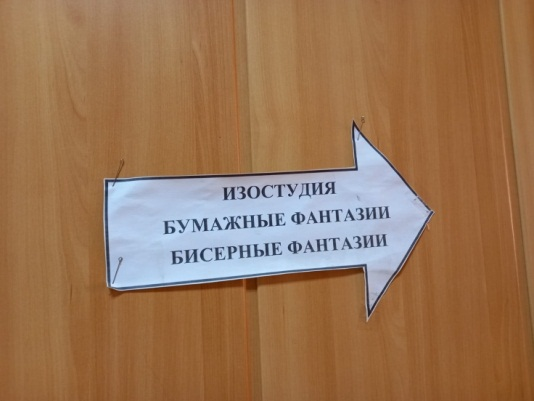 ИЗОСТУДИЯ
БУМАЖНЫЕ ФАНТАЗИИ
БИСЕРНЫЕ ФАНТАЗИИ